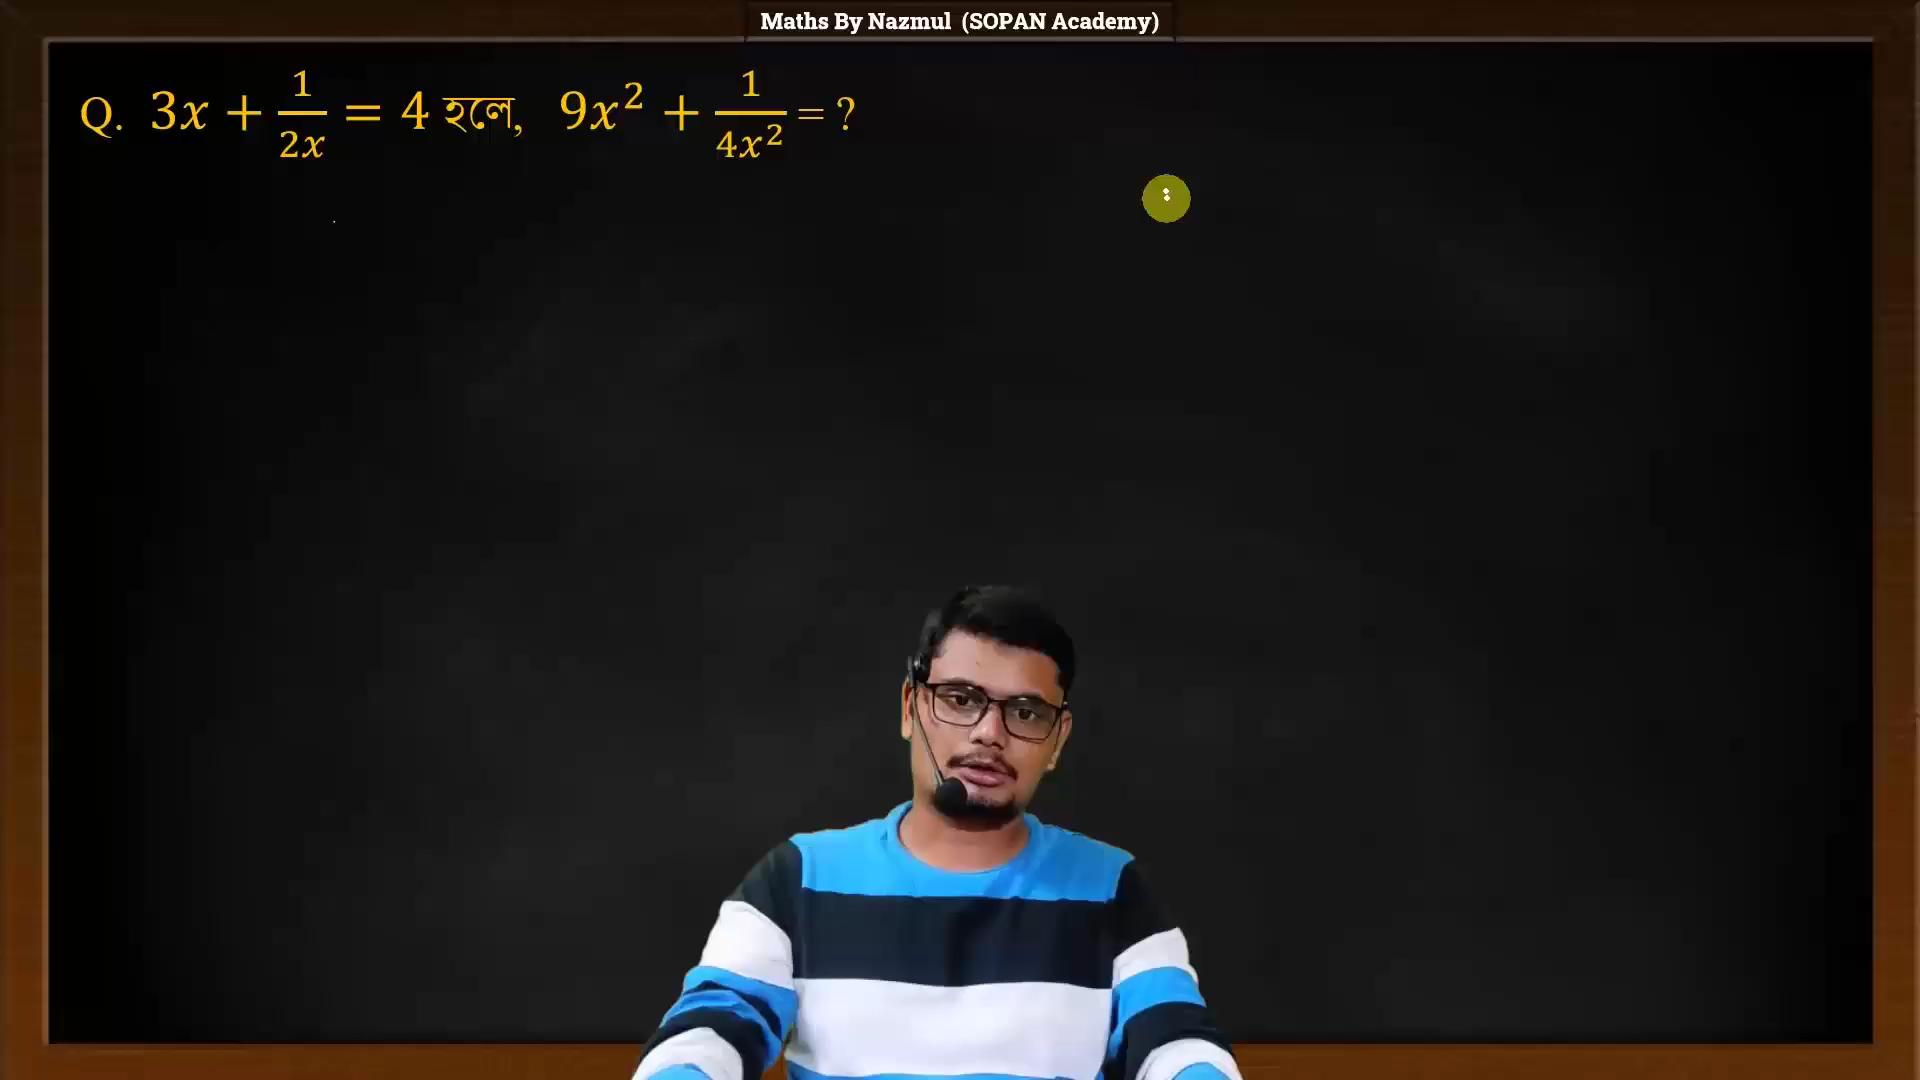 Maths By Nazmul (SOPAN Academy)
Q. 3x + 1/2x = 4 হলে, 9x² + 1/4x² = ?